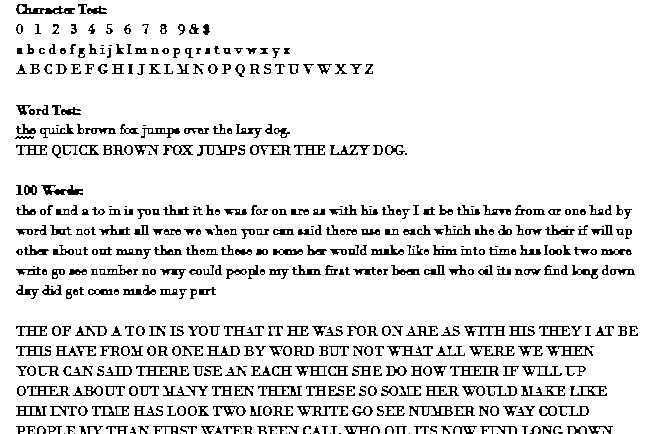 Character Test:
0 1 2 3 4 5 6 7 8 9 & $
a b c d e f g h i j k l m n o p q r s t u v w x y z
A B C D E F G H I J K L M N O P Q R S T U V W X Y Z
Word Test:
the quick brown fox jumps over the lazy dog.
THE QUICK BROWN FOX JUMPS OVER THE LAZY DOG.
100 Words:
the of and a to in is you that it he was for on are as with his they I at be this have from or one had by
word but not what all were we when your can said there use an each which she do how their if will up
other about out many then them these so some her would make like him into time has look two more
write go see number no way could people my than first water been call who oil its now find long down
day did get come made may part
THE OF AND A TO IN IS YOU THAT IT HE WAS FOR ON ARE AS WITH HIS THEY I AT BE
THIS HAVE FROM OR ONE HAD BY WORD BUT NOT WHAT ALL WERE WE WHEN
YOUR CAN SAID THERE USE AN EACH WHICH SHE DO HOW THEIR IF WILL UP
OTHER ABOUT OUT MANY THEN THEM THESE SO SOME HER WOULD MAKE LIKE
HIM INTO TIME HAS LOOK TWO MORE WRITE GO SEE NUMBER NO WAY COULD
PEOPLE MY THAN FIRST WATER BEEN CALL WHO OIL ITS NOW FIND LONG DOWN